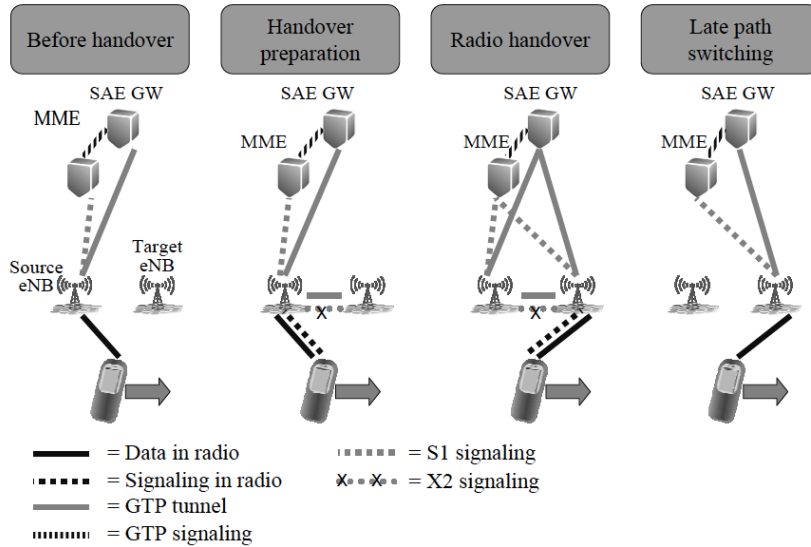 Before handover
Handover
preparation
Radio handover
Late path
switching
SAE GW
MME
Source
eNB
Target
eNB
SAE GW
MME
X
SAE GW
MME
X
SAE GW
MME
= Data in radio
= Signaling in radio
= GTP tunnel
= GTP signaling
= S1 signaling
X X
= X2 signaling